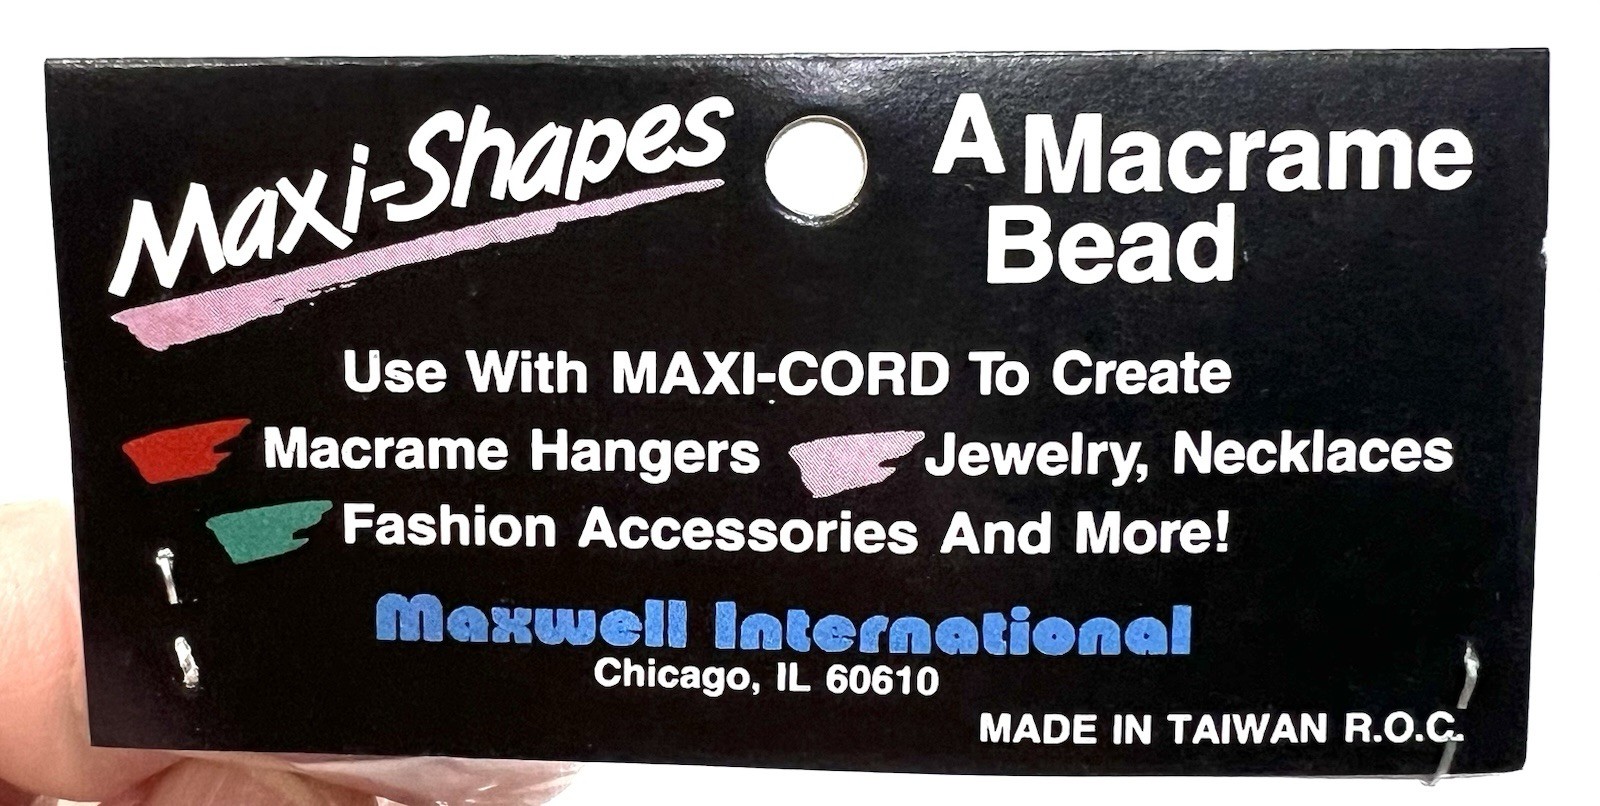 Maxi-Shapes
A Macrame
Bead
Use With MAXI-CORD To Create
Macrame Hangers Jewelry, Necklaces
Fashion Accessories And More!
Maxwell International
Chicago, IL 60610
MADE IN TAIWAN R.O.C.